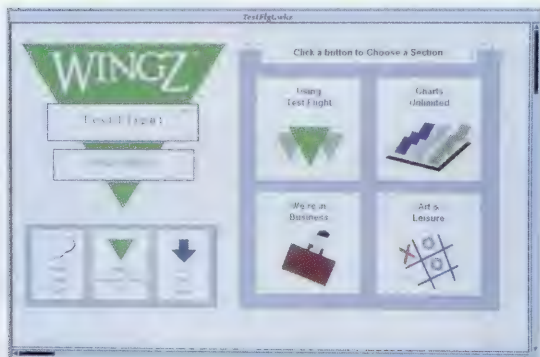 TestFlgt.wkz
WINGZ
Test Flight
Click a button to Choose a Section
Using
Test Flight
Charts
Unlimited
We're in
Business
Art &
Leisure